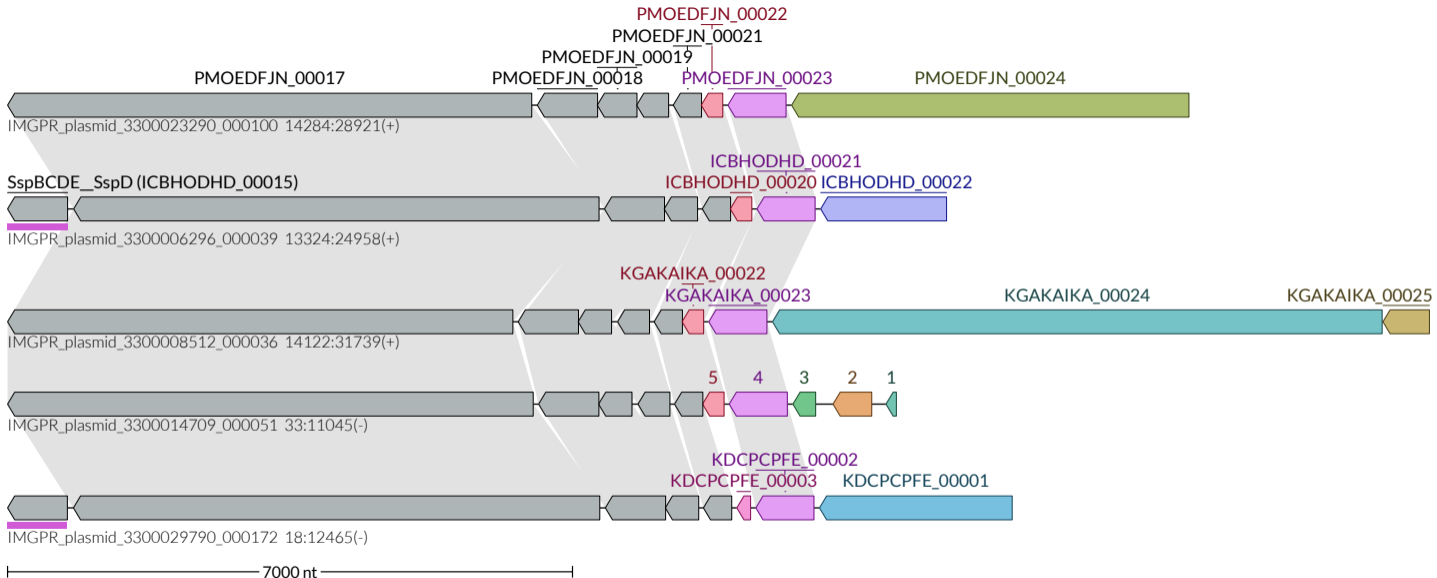 PMOEDFJN_00022
PMOEDFJN_00021
PMOEDFJN_00019
PMOEDFJN_00017 PMOEDFJN_00018 PMOEDFJN_00023 PMOEDFJN_00024
IMGPR_plasmid_3300023290_000100 14284:28921(+)
ICBHODHD_00021
SspBCDE__SspD (ICBHODHD_00015) ICBHODHD_00020 ICBHODHD_00022
IMGPR_plasmid_3300006296_000039 13324:24958(+)
KGAKAIKA_00022
KGAKAIKA_00023 KGAKAIKA_00024 KGAKAIKA_00025
IMGPR_plasmid_3300008512_000036 14122:31739(+)
5 4 3 2 1
IMGPR_plasmid_3300014709_000051 33:11045(-)
KDCPCPFE_00002
KDCPCPFE_00003 KDCPCPFE_00001
IMGPR_plasmid_3300029790_000172 18:12465(-)
7000 nt